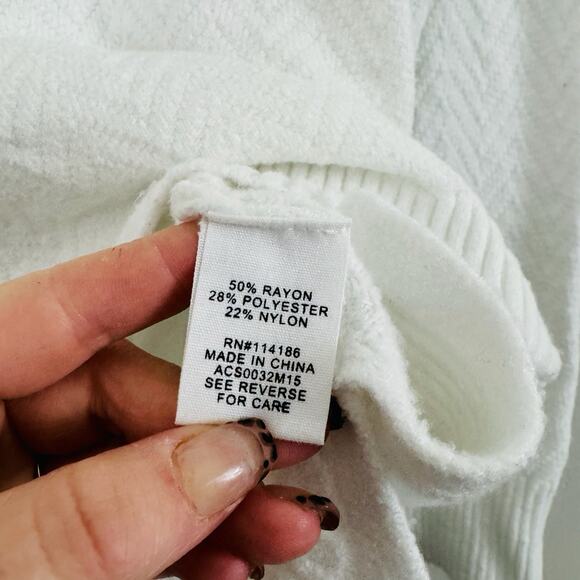 50% RAYON
28% POLYESTER
22% NYLON
RN#114186
MADE IN CHINA
ACS0032M15
SEE REVERSE
FOR CARE